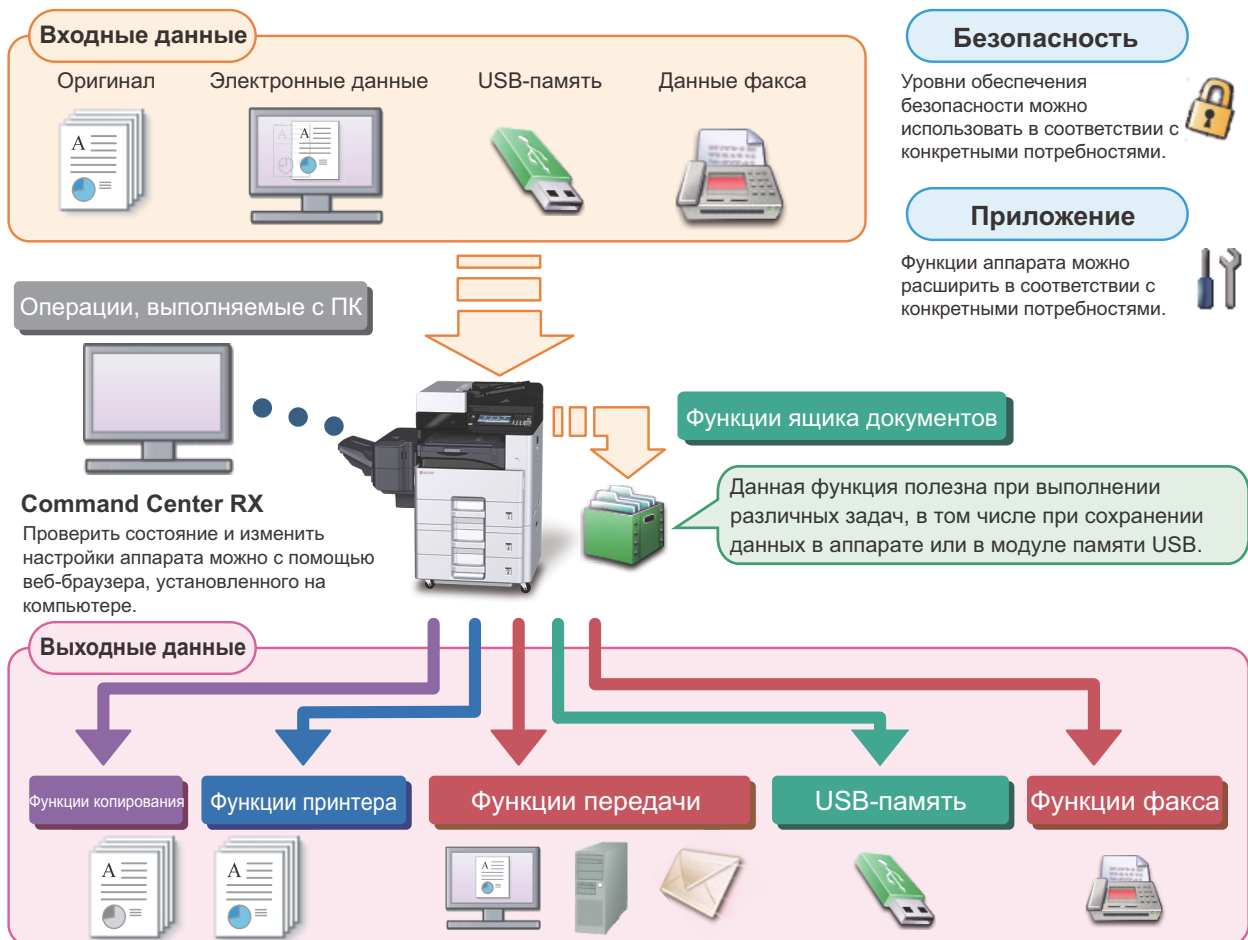 Входные данные
Оригинал
Электронные данные
USB-память
Данные факса
Безопасность
Уровни обеспечения
безопасности можно
использовать в соответствии с
конкретными потребностями.
Приложение
Функции аппарата можно
расширить в соответствии с
конкретными потребностями.
Операции, выполняемые с ПК
Command Center RX
Проверить состояние и изменить
настройки аппарата можно с помощью
веб-браузера, установленного на
компьютере.
Функции ящика документов
Данная функция полезна при выполнении
различных задач, в том числе при сохранении
данных в аппарате или в модуле памяти USB.
Выходные данные
Функции копирования
Функции принтера
Функции передачи
USB-память
Функции факса
A
A
A
A
A
A